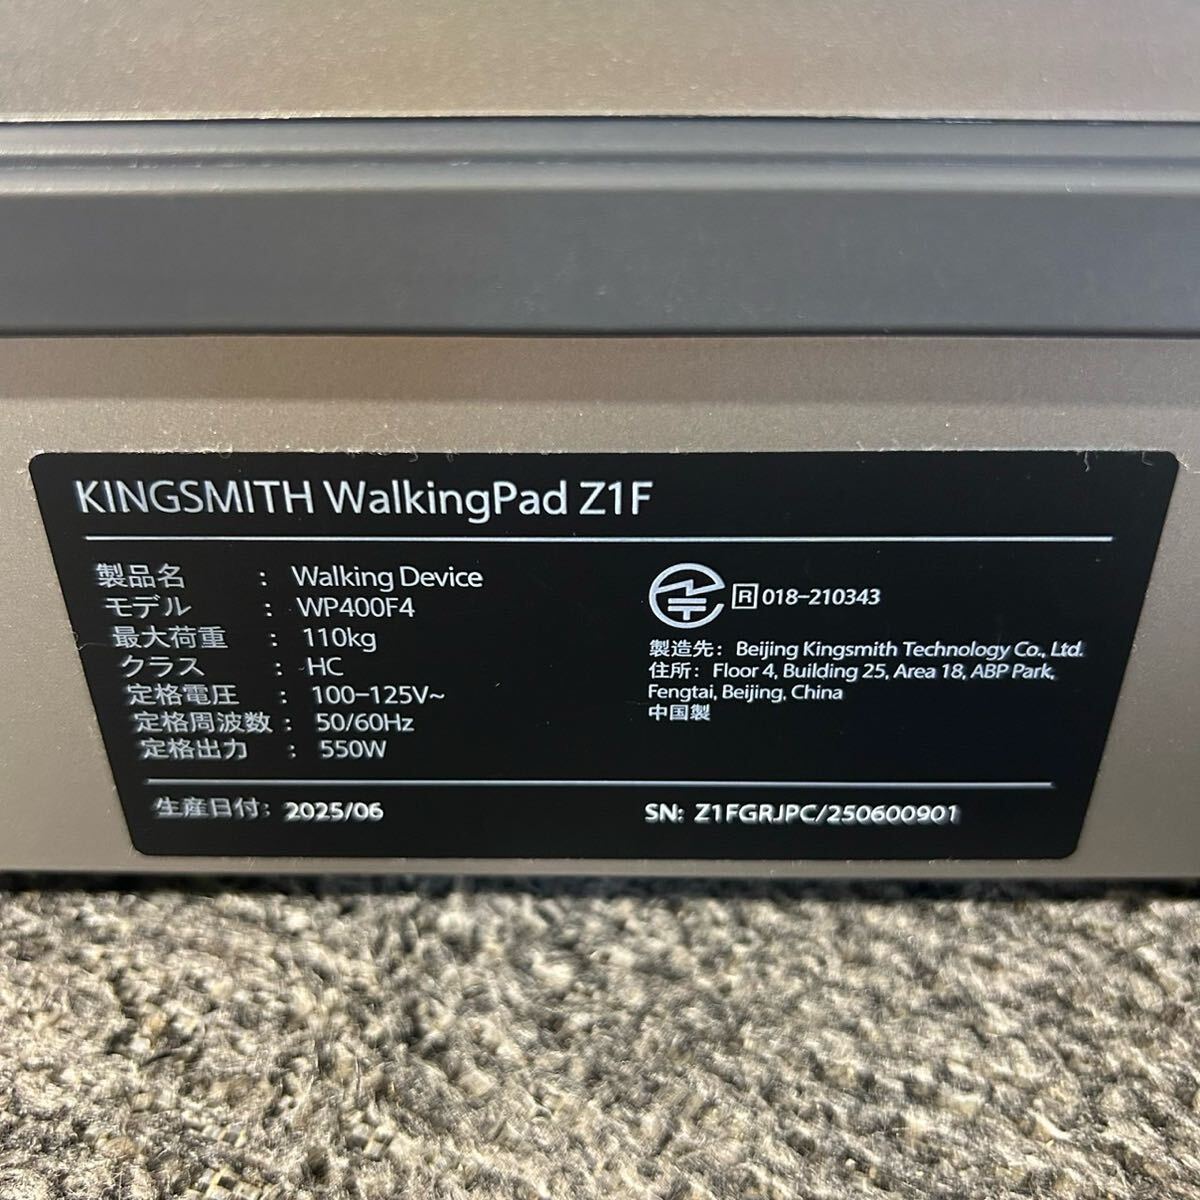 KINGSMITH WalkingPad Z1F
製品名 : Walking Device
モデル : WP400F4
最大荷重 : 110kg
クラス : HC
定格電圧 : 100-125V~
定格周波数 : 50/60Hz
定格出力 : 550W
R 018-210343
製造先: Beijing Kingsmith Technology Co., Ltd.
住所: Floor 4, Building 25, Area 18, ABP Park,
Fengtai, Beijing, China
中国製
生産日付: 2025/06
SN: Z1FGRJPC/250600901